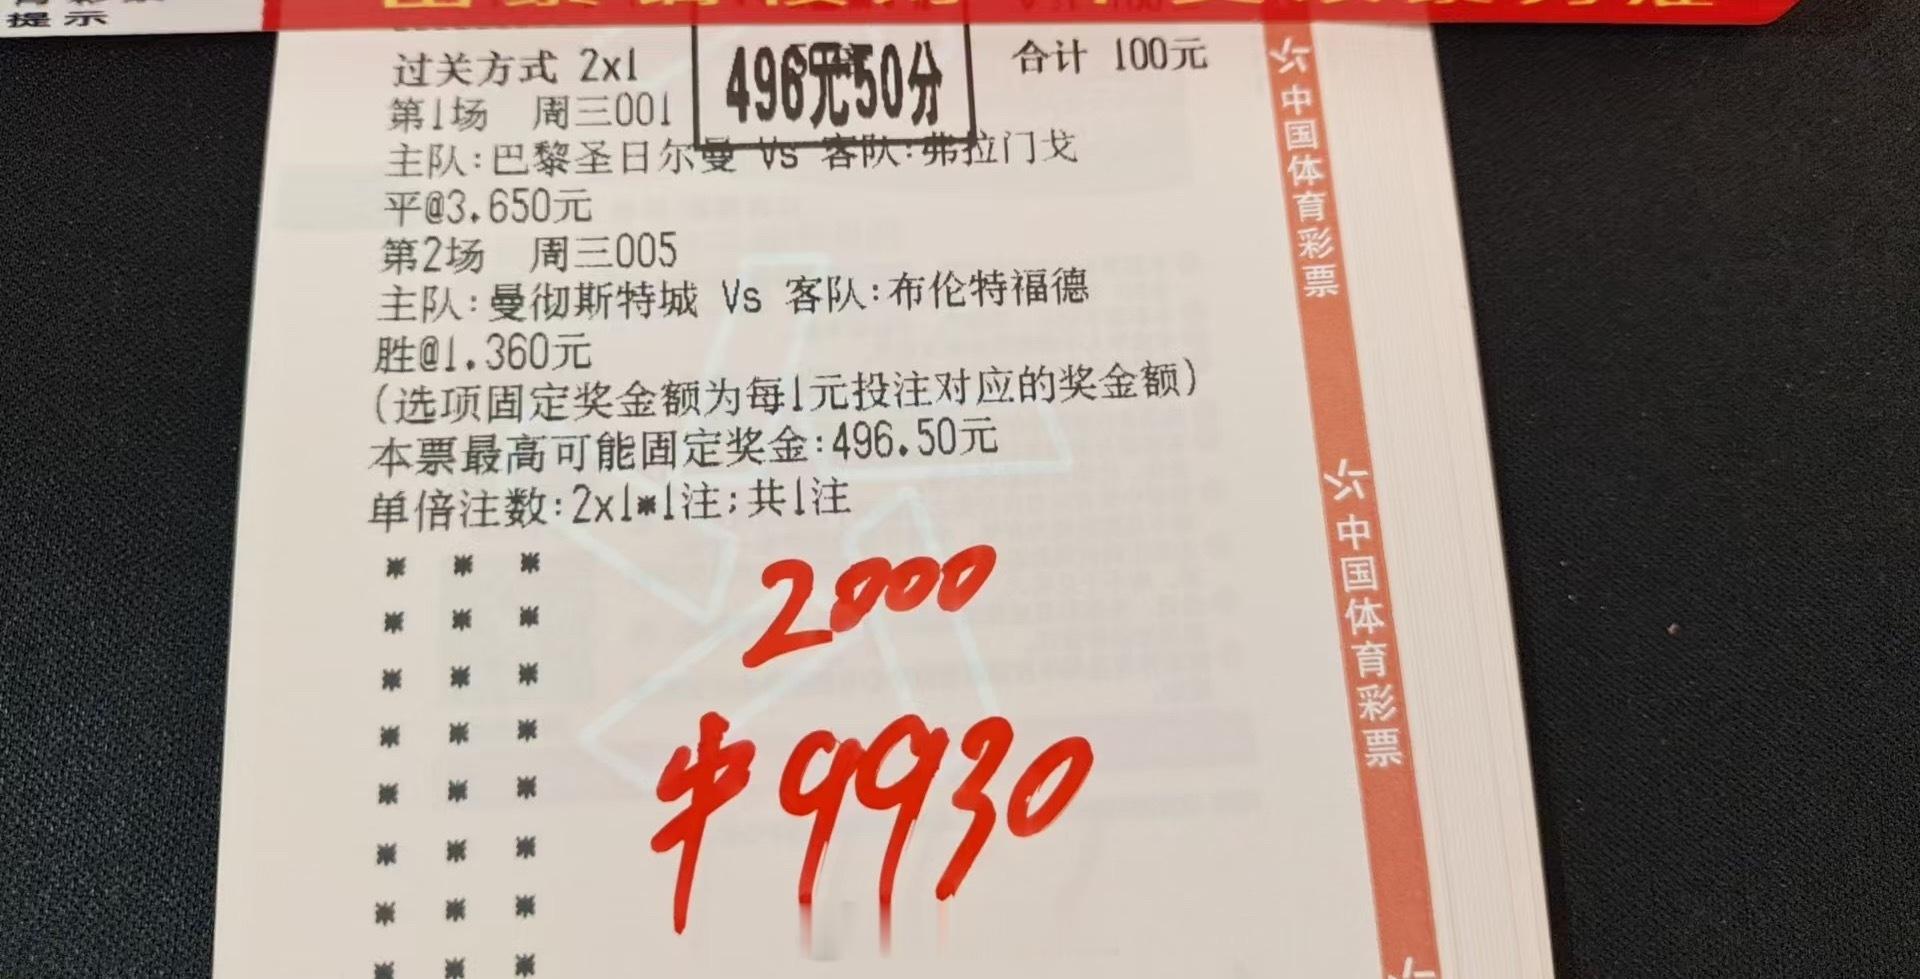 提示
过关方式 2x1
496元50分
合计 100元
第1场 周三001
主队:巴黎圣日尔曼 Vs 客队:弗拉门戈
平@3.650元
第2场 周三005
主队:曼彻斯特城 Vs 客队:布伦特福德
胜@1.360元
(选项固定奖金额为每1元投注对应的奖金额)
本票最高可能固定奖金:496.50元
单倍注数:2x1*1注;共1注
* * *
* * *
* * *
* * *
* * *
* * *
* * *
* * *
2000
中9930
中国体育彩票
中国体育彩票